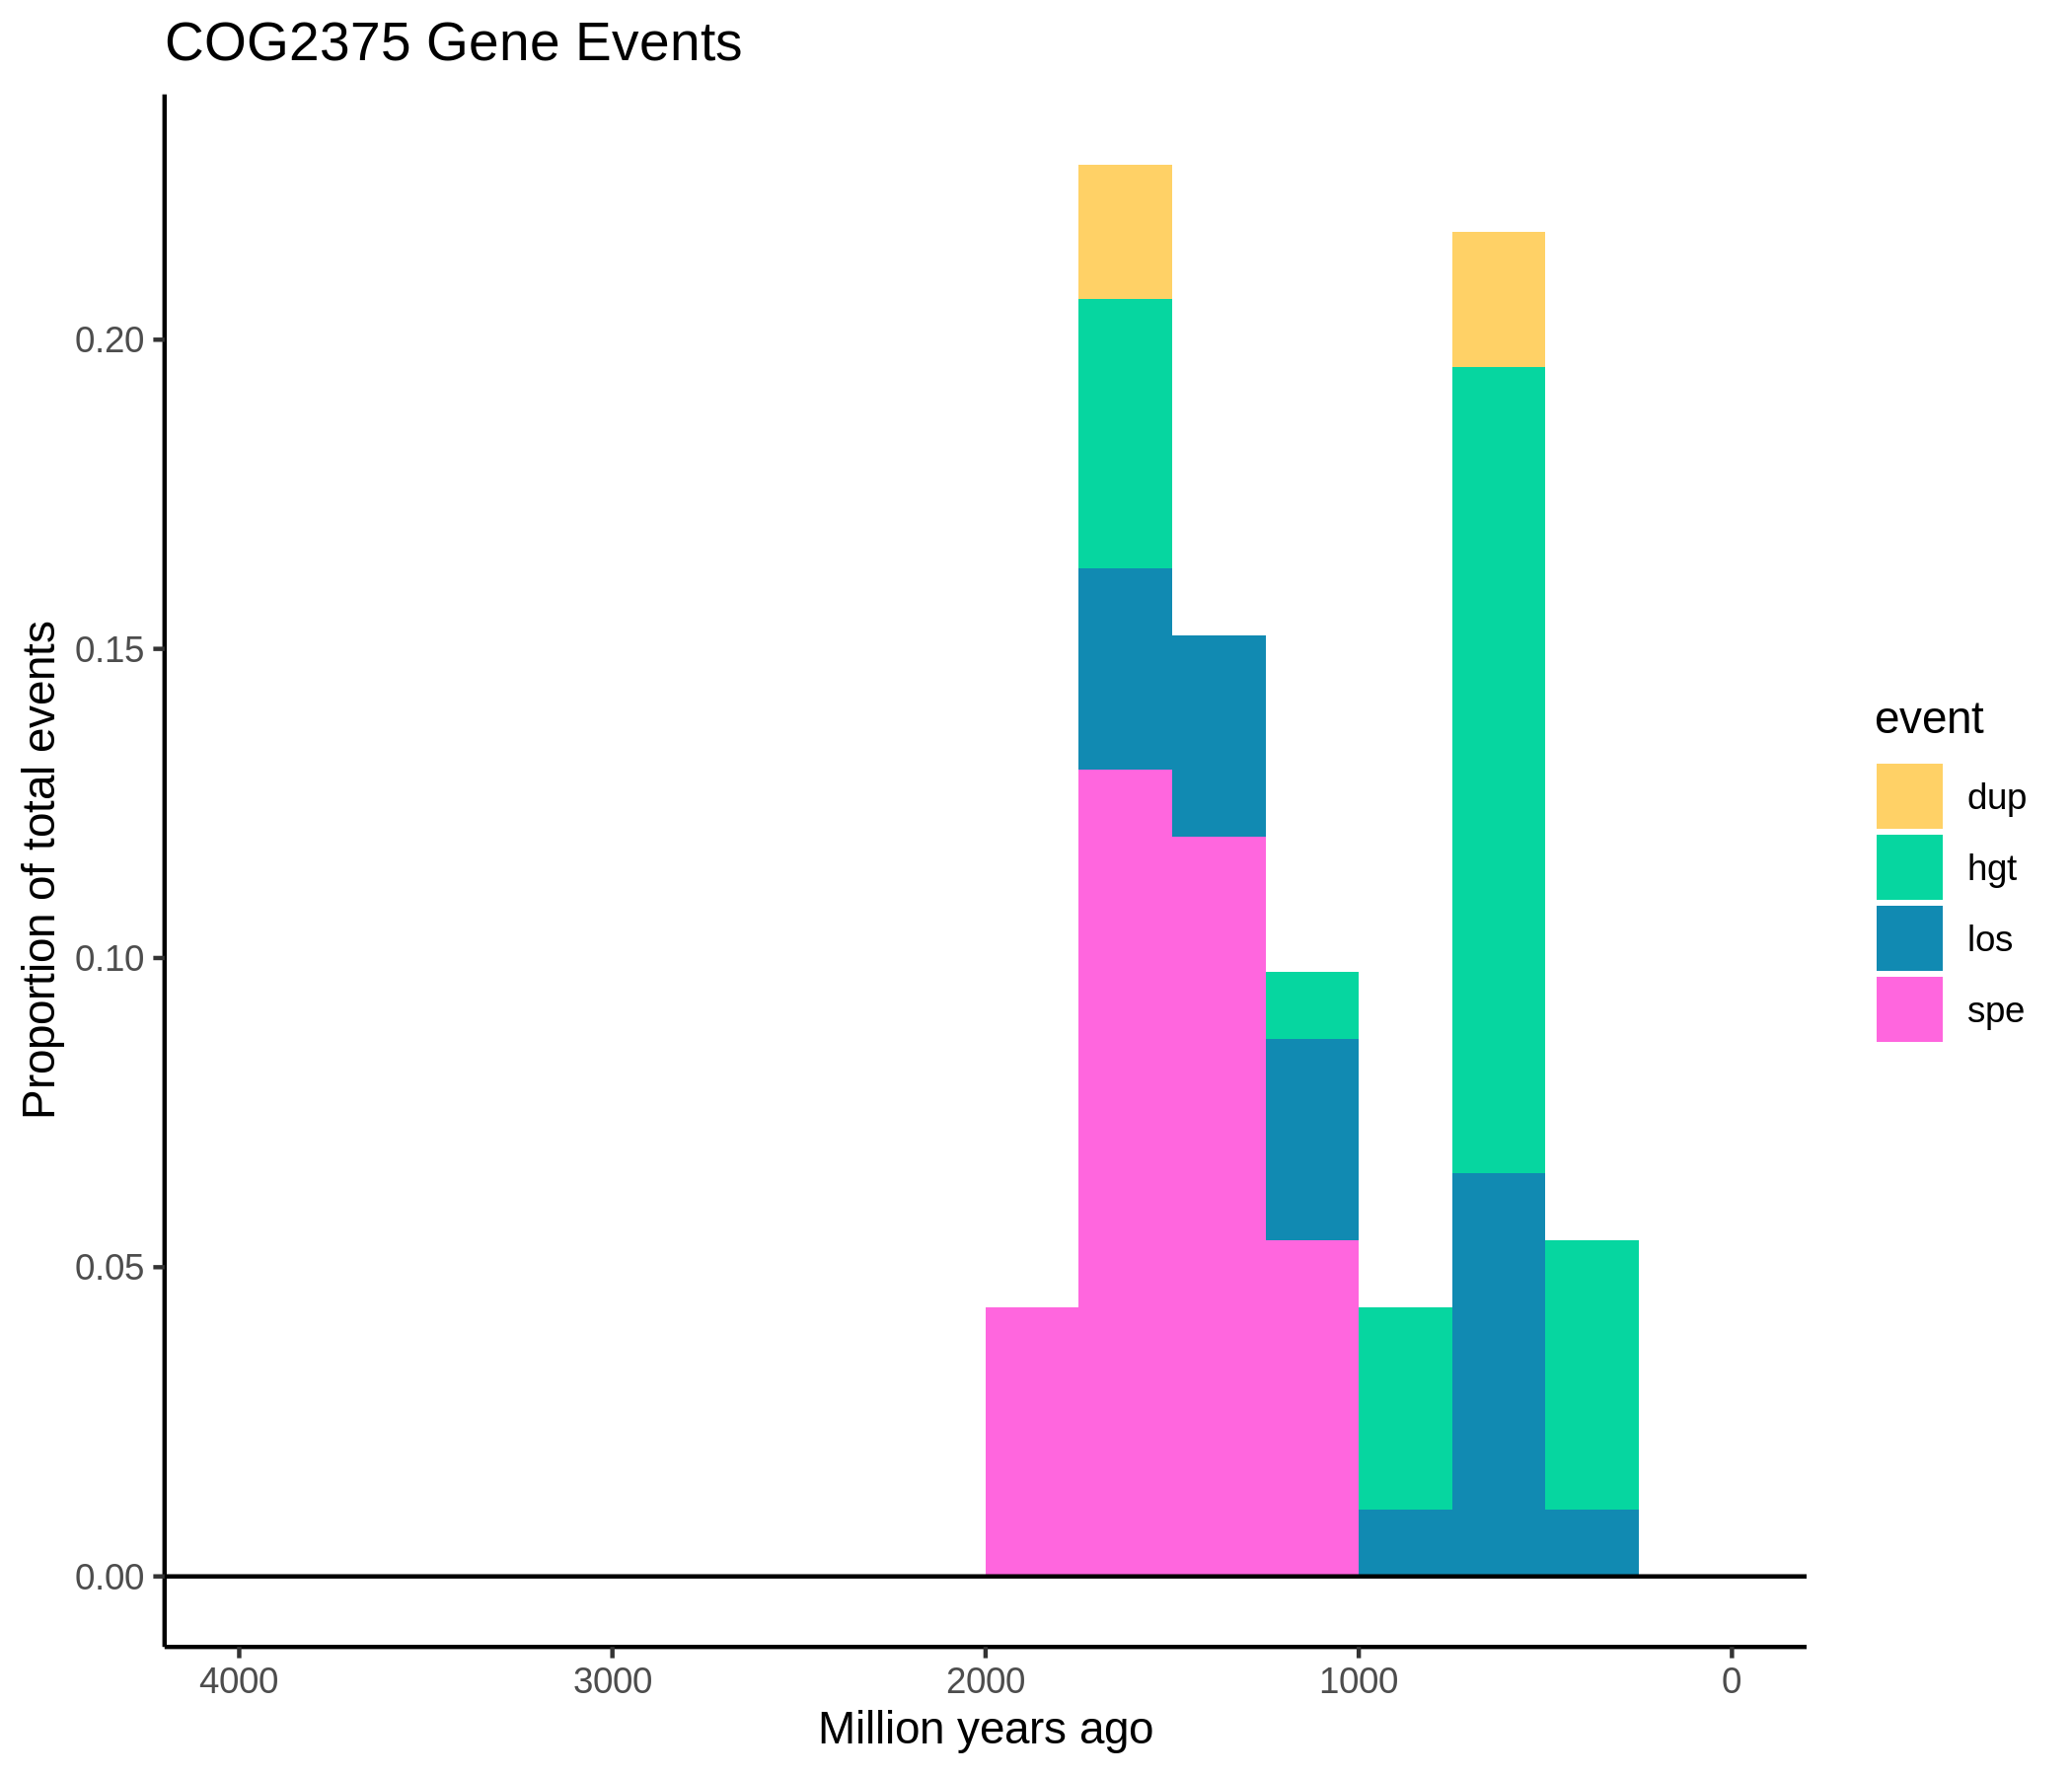 COG2375 Gene Events
Proportion of total events
0.20
0.15
0.10
0.05
0.00
4000 3000 2000 1000 0
Million years ago
event
dup
hgt
los
spe